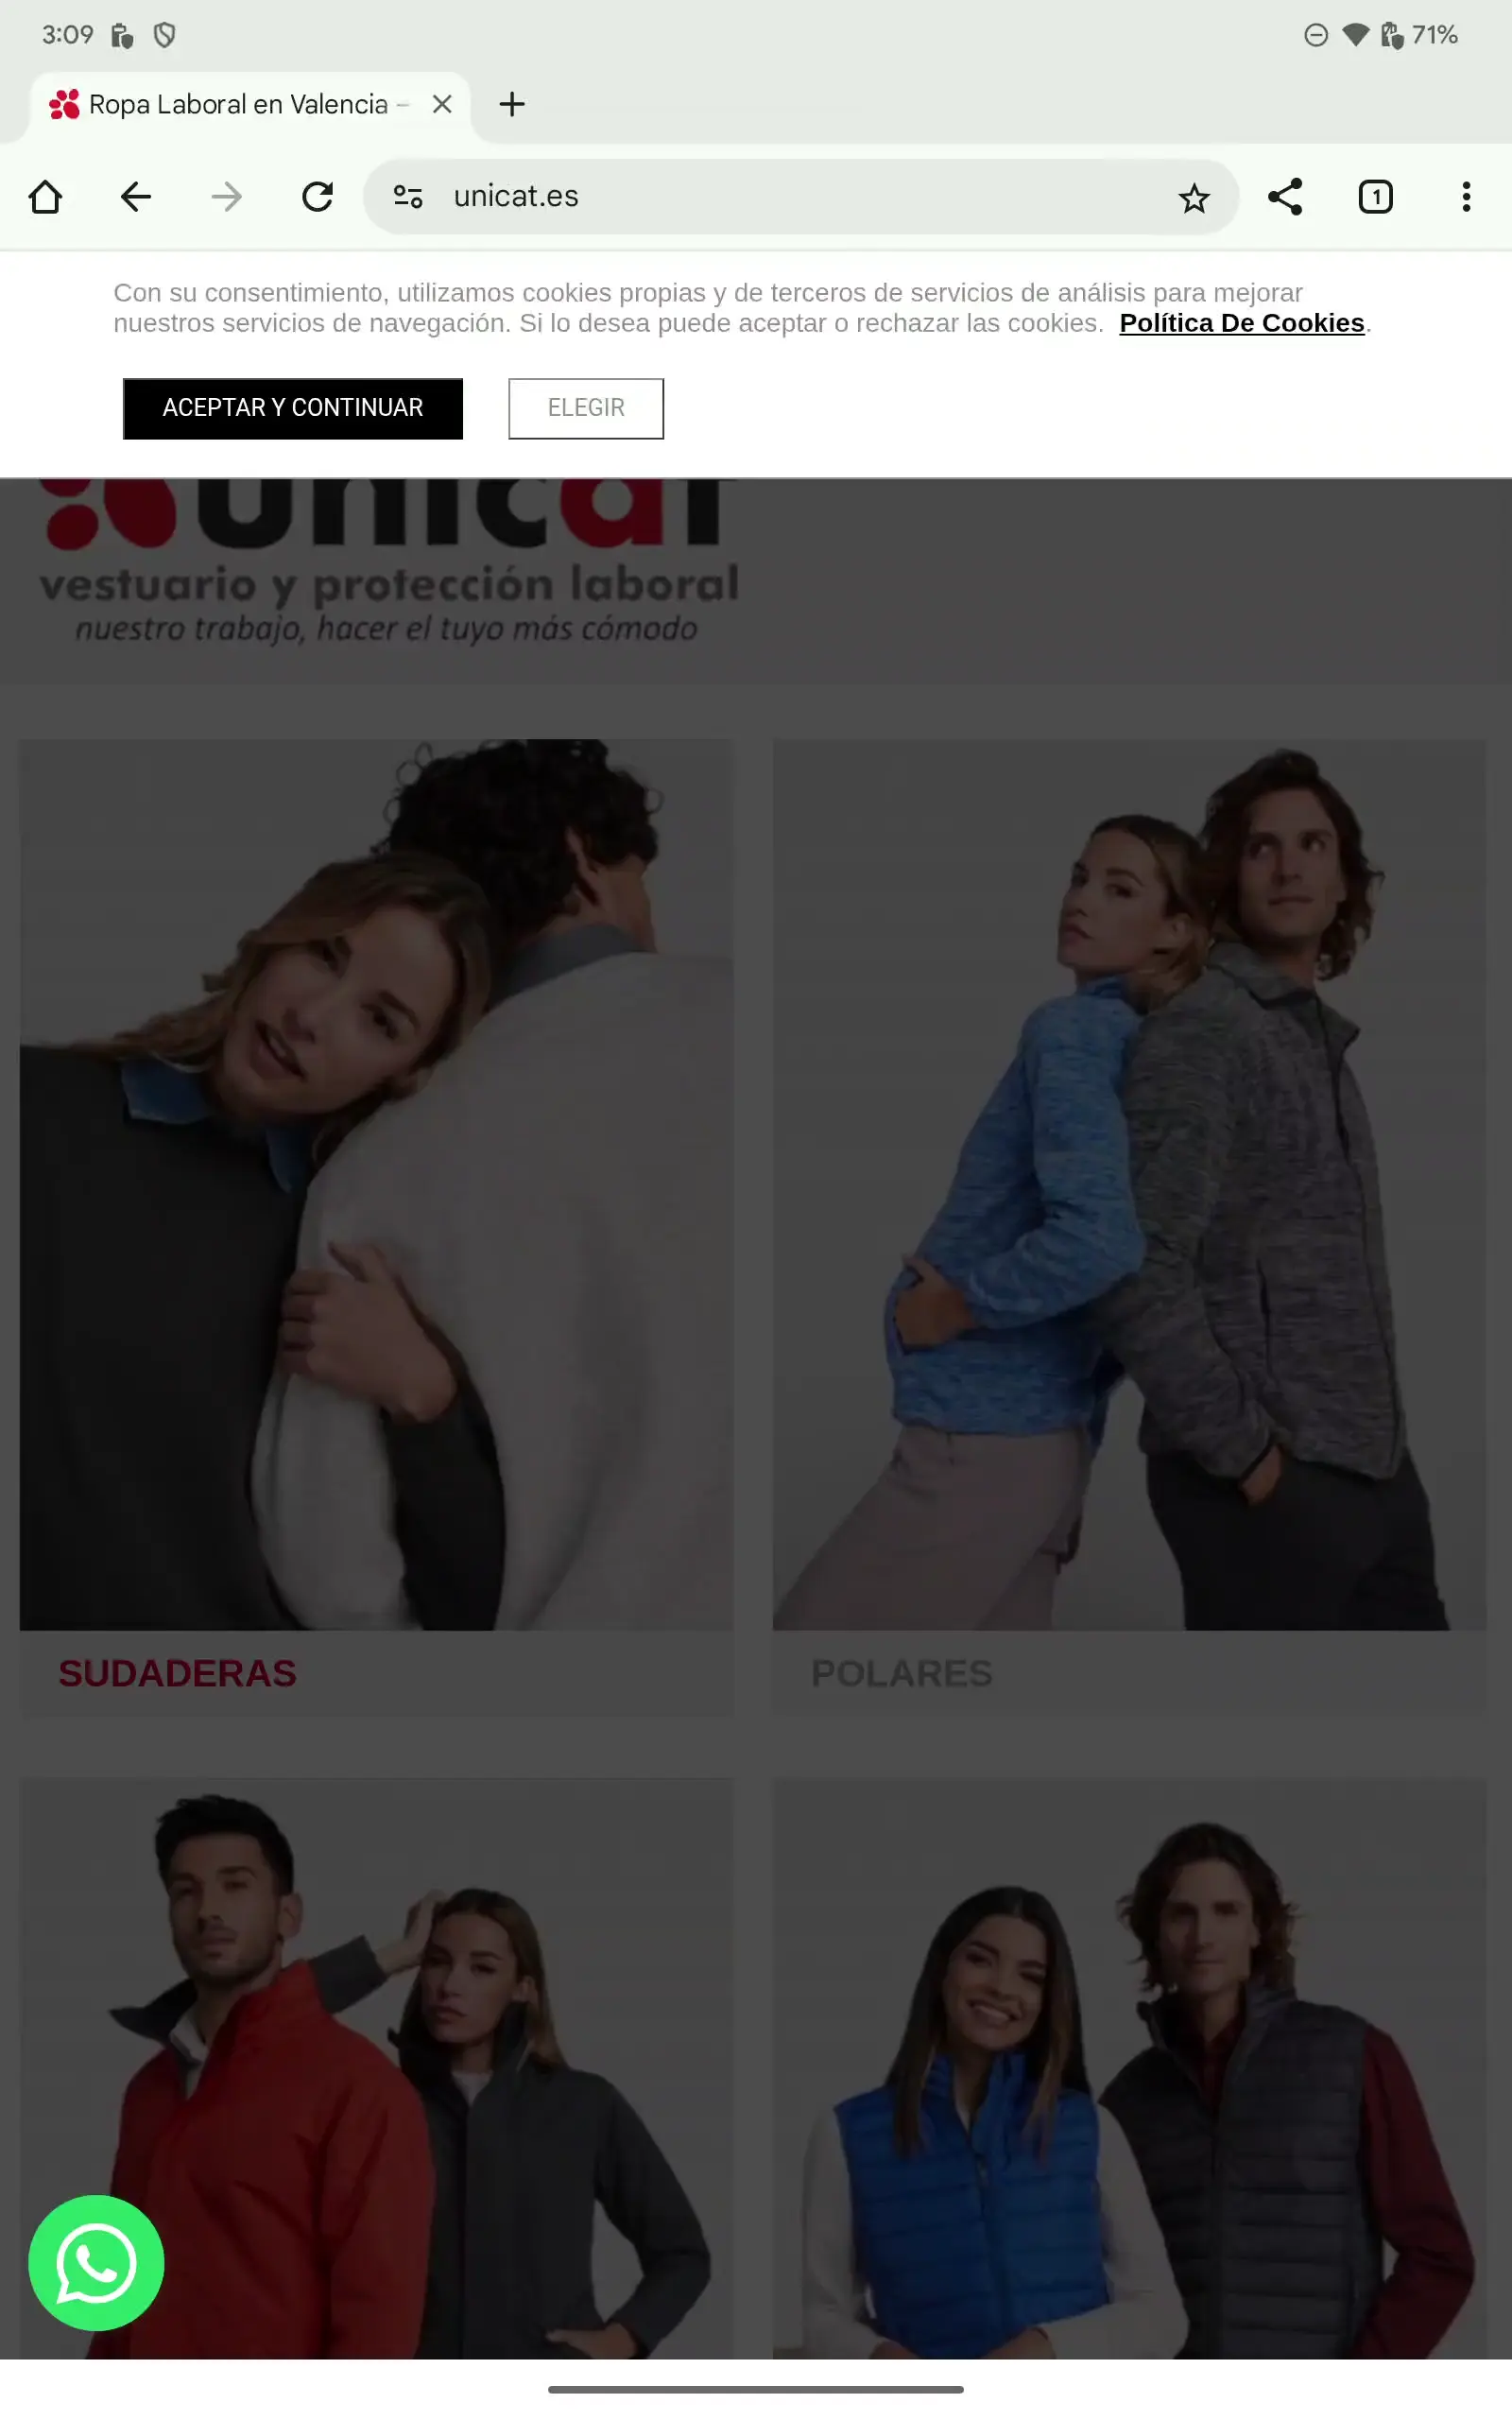 3:09
71%
Ropa Laboral en Valencia –
unicat.es
1
Con su consentimiento, utilizamos cookies propias y de terceros de servicios de análisis para mejorar
nuestros servicios de navegación. Si lo desea puede aceptar o rechazar las cookies. Política De Cookies.
ACEPTAR Y CONTINUAR
ELEGIR
unicat
vestuario y protección laboral
nuestro trabajo, hacer el tuyo más cómodo
SUDADERAS
POLARES